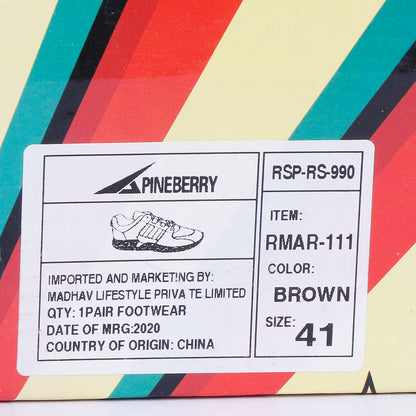 PINEBERRY
IMPORTED AND MARKETING BY:
MADHAV LIFESTYLE PRIVA TE LIMITED
QTY: 1PAIR FOOTWEAR
DATE OF MRG:2020
COUNTRY OF ORIGIN: CHINA
RSP-RS-990
ITEM:
RMAR-111
COLOR:
BROWN
SIZE: 41